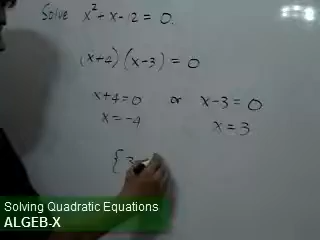 Solve x² + x - 12 = 0.
(x+4)(x-3) = 0
x+4=0 or x-3=0
x=-4 x=3
{3
Solving Quadratic Equations
ALGEB-X